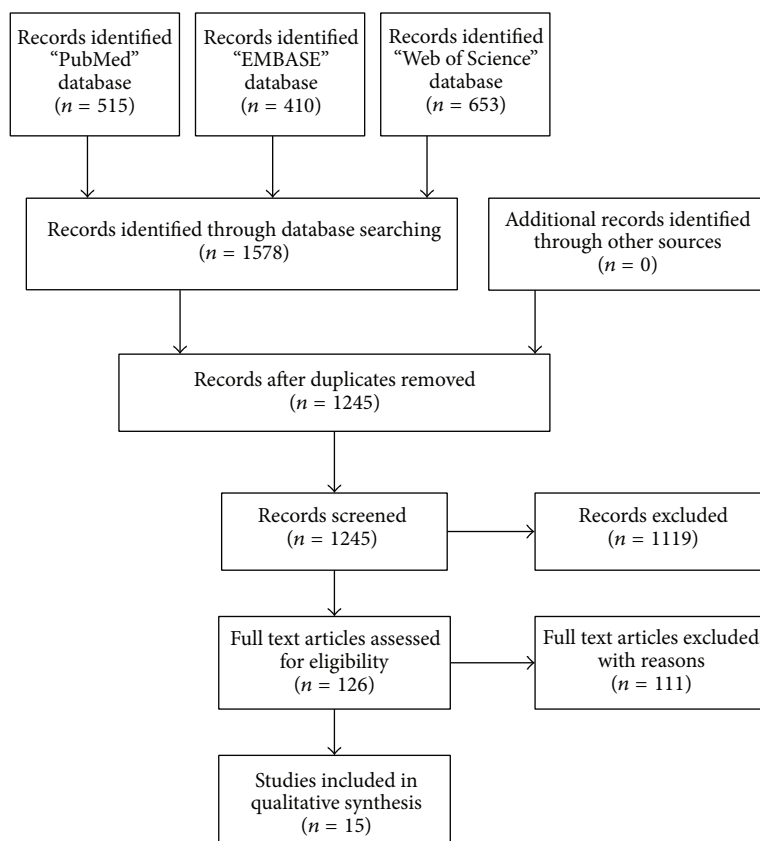 Records identified
“PubMed”
database
(n = 515)
Records identified
“EMBASE”
database
(n = 410)
Records identified
“Web of Science”
database
(n = 653)
Records identified through database searching
(n = 1578)
Additional records identified
through other sources
(n = 0)
Records after duplicates removed
(n = 1245)
Records screened
(n = 1245)
Records excluded
(n = 1119)
Full text articles assessed
for eligibility
(n = 126)
Full text articles excluded
with reasons
(n = 111)
Studies included in
qualitative synthesis
(n = 15)